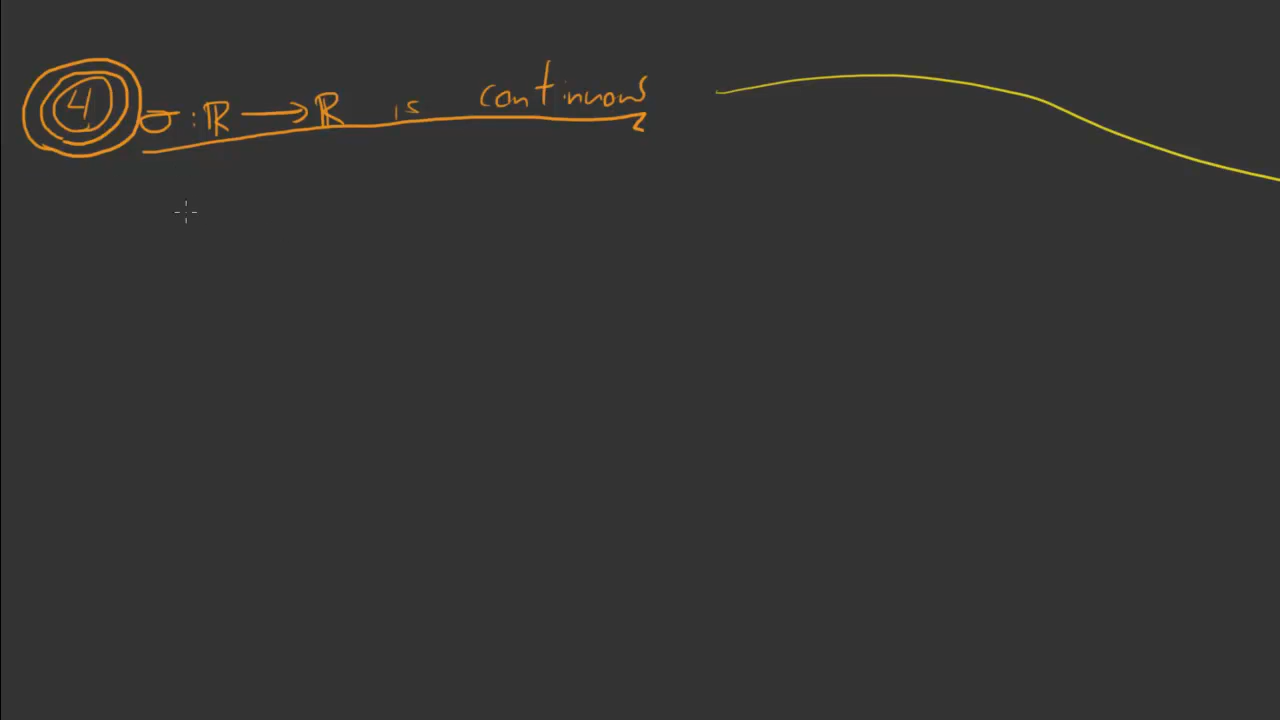 ④ σ : ℝ → ℝ is continuous